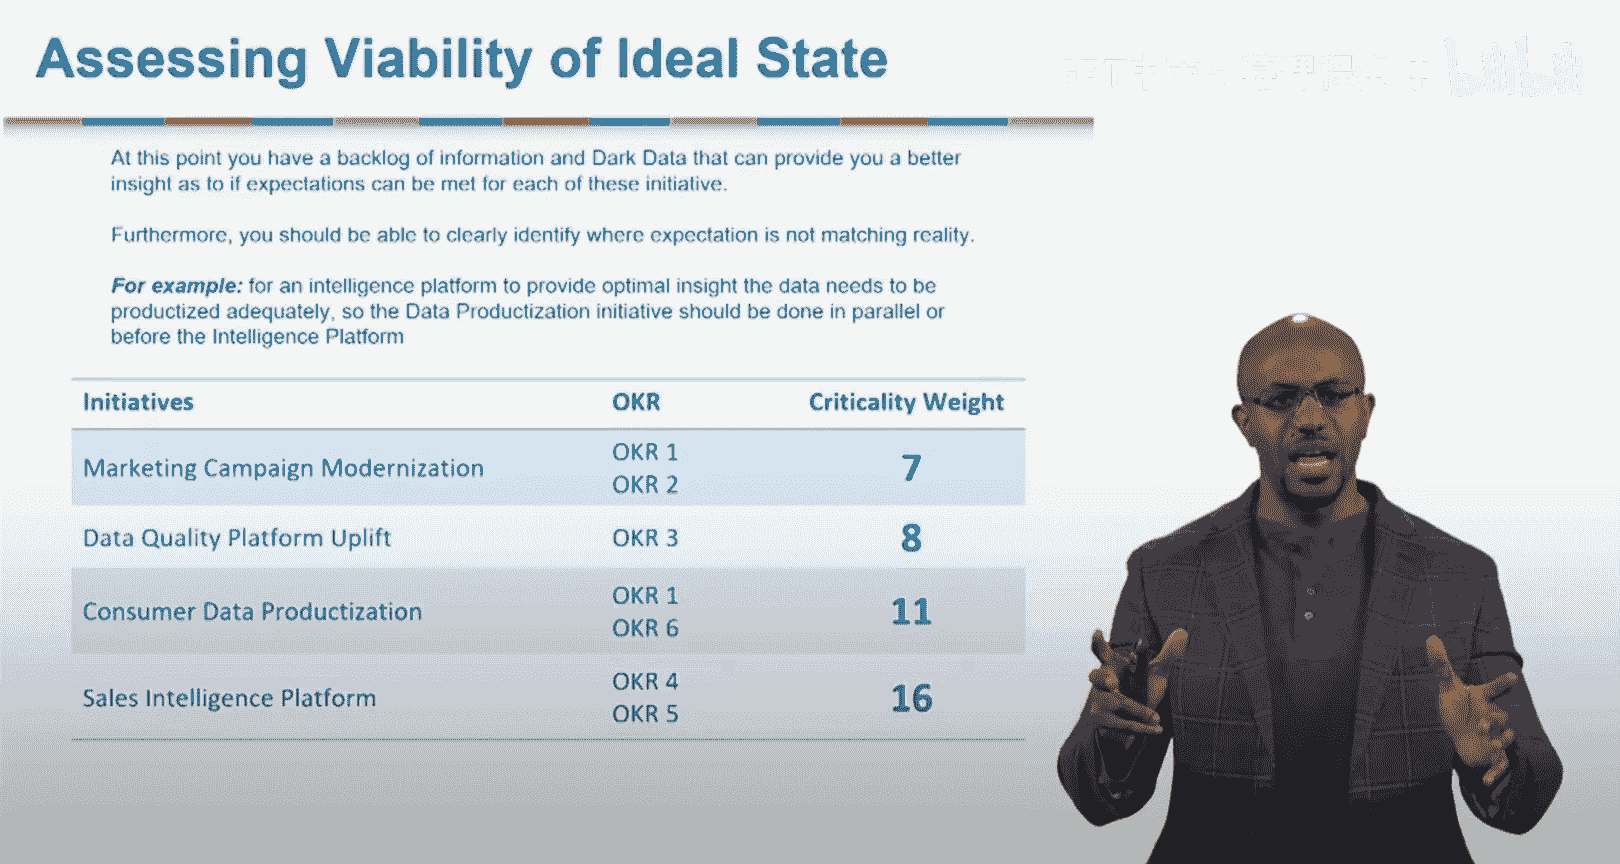 Assessing Viability of Ideal State
At this point you have a backlog of information and Dark Data that can provide you a better
insight as to if expectations can be met for each of these initiative.
Furthermore, you should be able to clearly identify where expectation is not matching reality.
For example: for an intelligence platform to provide optimal insight the data needs to be
productized adequately, so the Data Productization initiative should be done in parallel or
before the Intelligence Platform
Initiatives OKR Criticality Weight
Marketing Campaign Modernization OKR 1 7
OKR 2
Data Quality Platform Uplift OKR 3 8
Consumer Data Productization OKR 1 11
OKR 6
Sales Intelligence Platform OKR 4 16
OKR 5